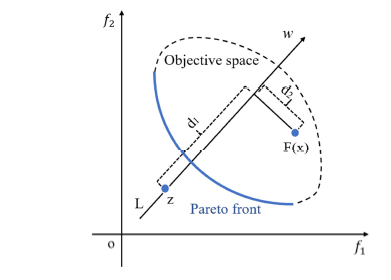 f2
w
Objective space
d1
d2
F(x)
L
z
Pareto front
o
f1